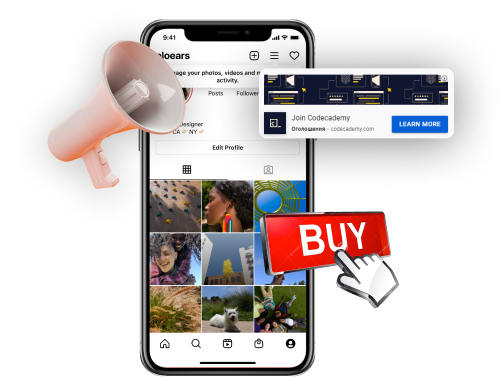 9:41
loears
age your photos, videos and m
activity.
Posts
Follower
Designer
CA NY
Edit Profile
Join Codecademy
Оголошення • codecademy.com
LEARN MORE
BUY